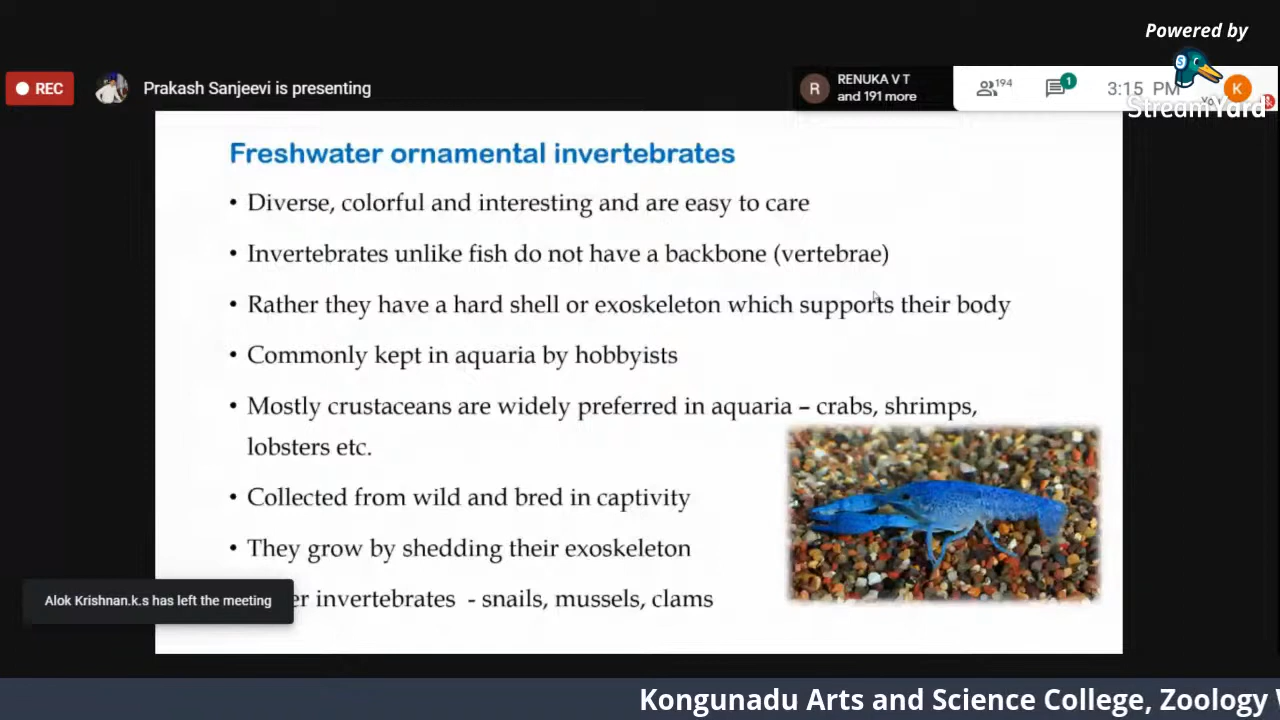 Powered by
StreamYard
REC
Prakash Sanjeevi is presenting
R
RENUKA V T
and 191 more
194
1
3:15 PM
K
Freshwater ornamental invertebrates
• Diverse, colorful and interesting and are easy to care
• Invertebrates unlike fish do not have a backbone (vertebrae)
• Rather they have a hard shell or exoskeleton which supports their body
• Commonly kept in aquaria by hobbyists
• Mostly crustaceans are widely preferred in aquaria – crabs, shrimps,
lobsters etc.
• Collected from wild and bred in captivity
• They grow by shedding their exoskeleton
er invertebrates - snails, mussels, clams
Alok Krishnan.k.s has left the meeting
Kongunadu Arts and Science College, Zoology